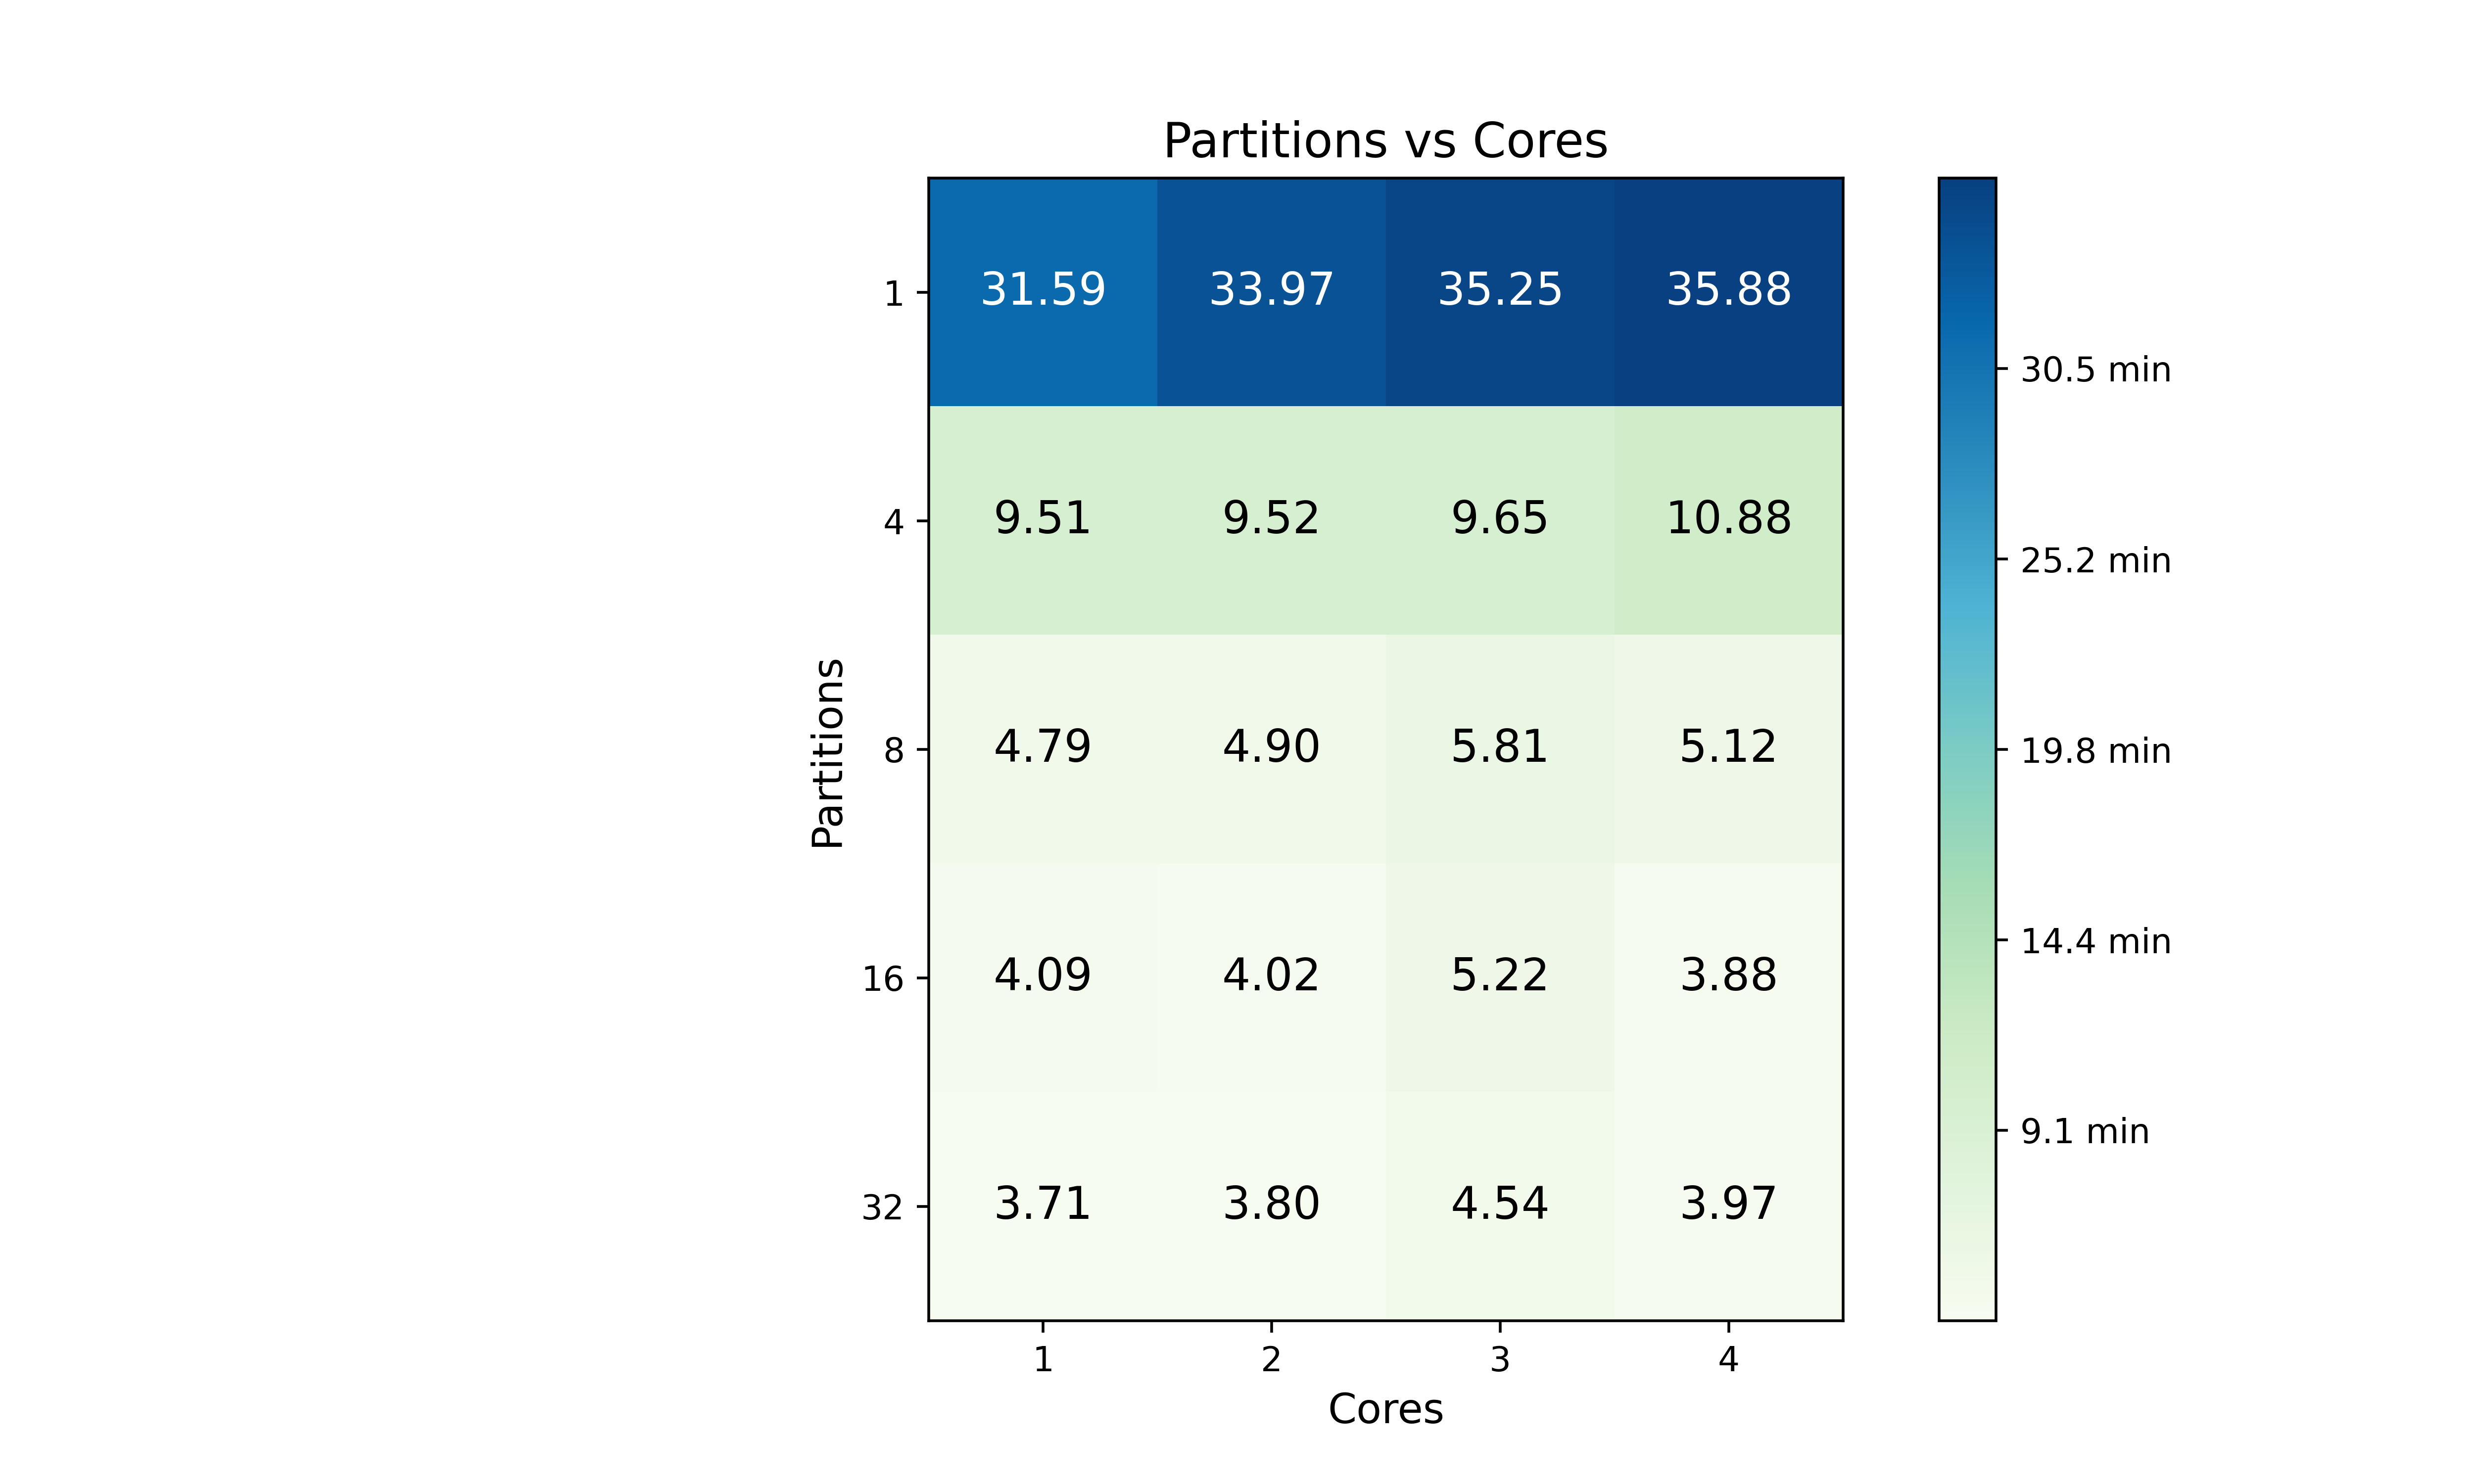 Partitions vs Cores
1 31.59 33.97 35.25 35.88
4 9.51 9.52 9.65 10.88
8 4.79 4.90 5.81 5.12
16 4.09 4.02 5.22 3.88
32 3.71 3.80 4.54 3.97
Partitions
1 2 3 4
Cores
30.5 min
25.2 min
19.8 min
14.4 min
9.1 min